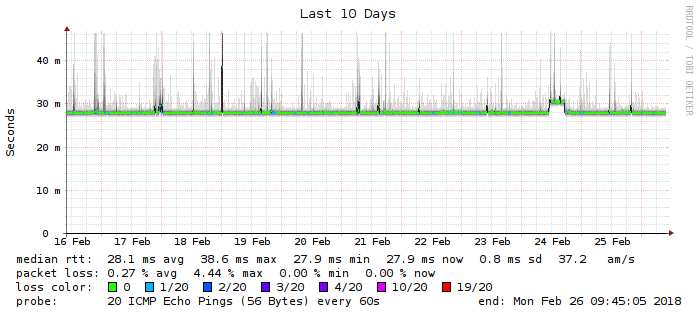 Last 10 Days
RRDTOOL / TOBI OETIKER
Seconds
40 m
30 m
20 m
10 m
0
16 Feb 17 Feb 18 Feb 19 Feb 20 Feb 21 Feb 22 Feb 23 Feb 24 Feb 25 Feb
median rtt: 28.1 ms avg 38.6 ms max 27.9 ms min 27.9 ms now 0.8 ms sd 37.2 am/s
packet loss: 0.27 % avg 4.44 % max 0.00 % min 0.00 % now
loss color: 0 1/20 2/20 3/20 4/20 10/20 19/20
probe: 20 ICMP Echo Pings (56 Bytes) every 60s end: Mon Feb 26 09:45:05 2018